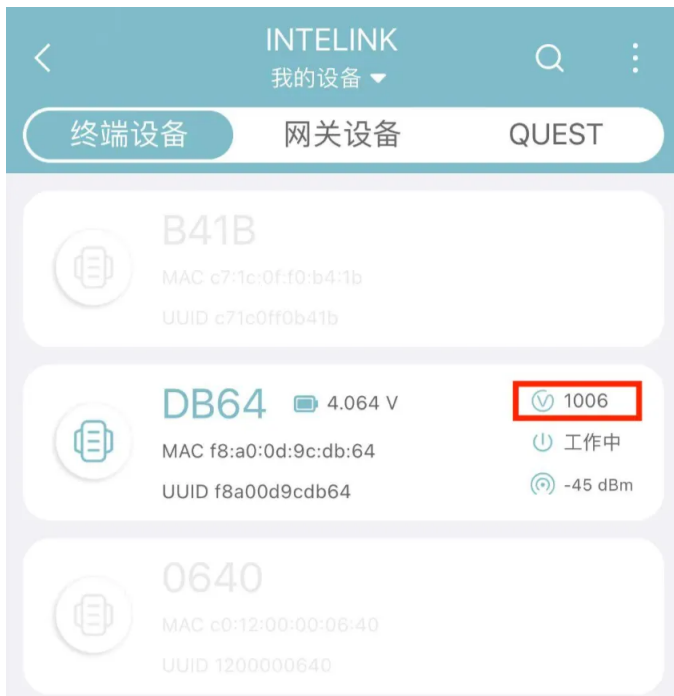 INTELINK
我的设备
终端设备 网关设备 QUEST
B41B
MAC c7:1c:0f:f0:b4:1b
UUID c71c0ff0b41b
DB64 4.064 V 1006
MAC f8:a0:0d:9c:db:64 工作中
UUID f8a00d9cdb64 -45 dBm
0640
MAC c0:12:00:00:06:40
UUID 1200000640